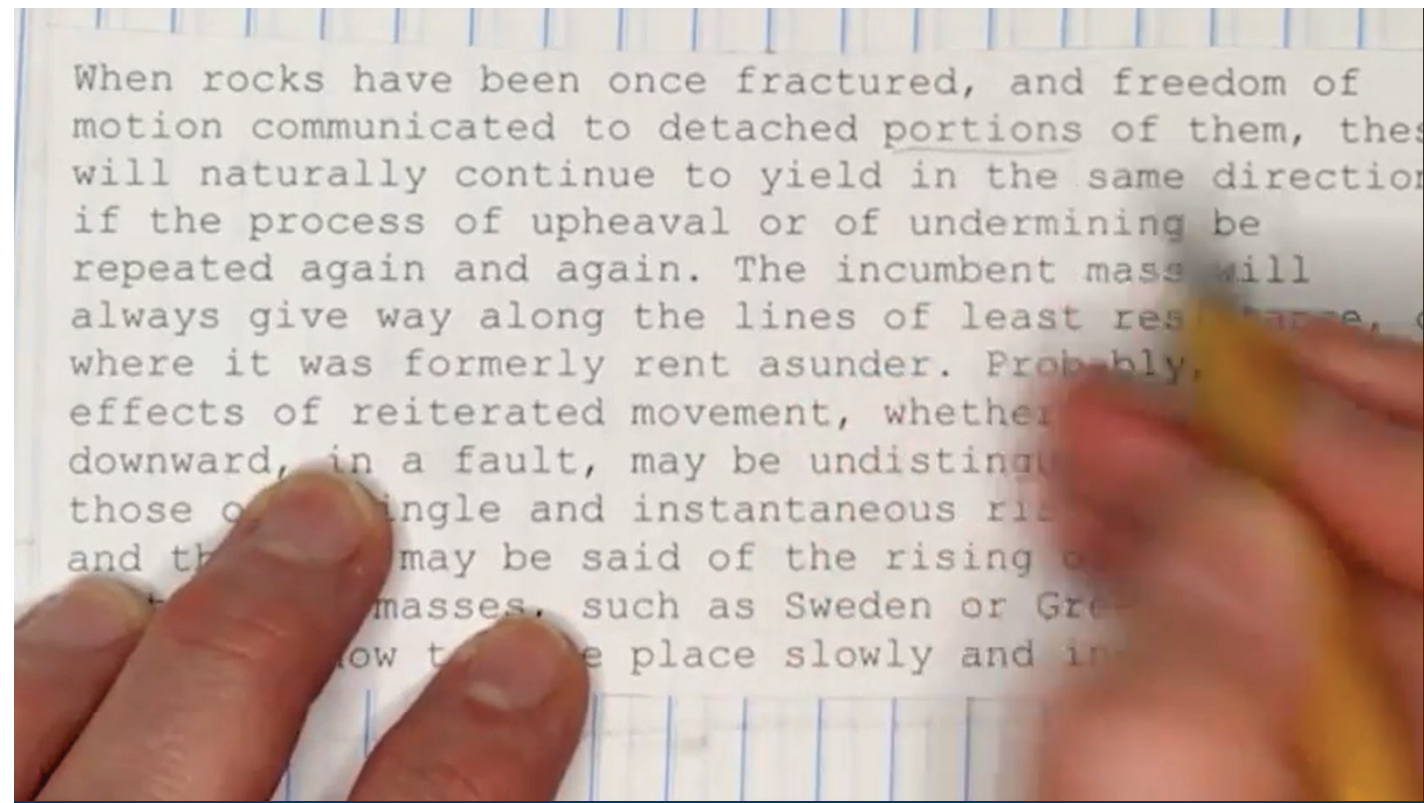 When rocks have been once fractured, and freedom of
motion communicated to detached portions of them,
will naturally continue to yield in the same
if the process of upheaval or of undermining be
repeated again and again. The incumbent mass will
always give way along the lines of least
where it was formerly rent asunder. Probably,
effects of reiterated movement, whether
downward, in a fault, may be
those single and instantaneous
and may be said of the rising
masses, such as Sweden or
place slowly and